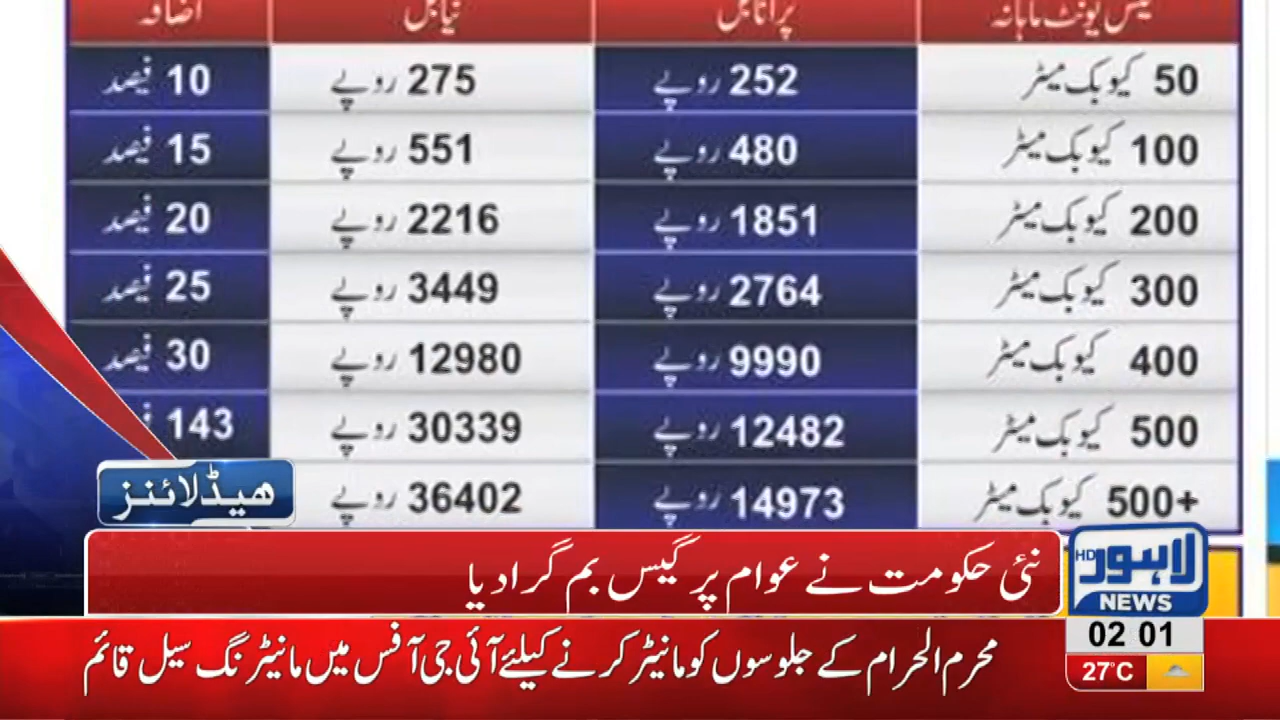 گیس یونٹ ماہانہ پرانا بل نیا بل اضافہ
50 کیوبک میٹر 252 روپے 275 روپے 10 فیصد
100 کیوبک میٹر 480 روپے 551 روپے 15 فیصد
200 کیوبک میٹر 1851 روپے 2216 روپے 20 فیصد
300 کیوبک میٹر 2764 روپے 3449 روپے 25 فیصد
400 کیوبک میٹر 9990 روپے 12980 روپے 30 فیصد
500 کیوبک میٹر 12482 روپے 30339 روپے 143
500+ کیوبک میٹر 14973 روپے 36402 روپے
ھیڈلائنز
نئی حکومت نے عوام پر گیس بم گرا دیا
لاہور HD
NEWS
محرم الحرام کے جلوسوں کو مانیٹر کرنے کیلئے آئی جی آفس میں مانیٹرنگ سیل قائم
02 01
27°C